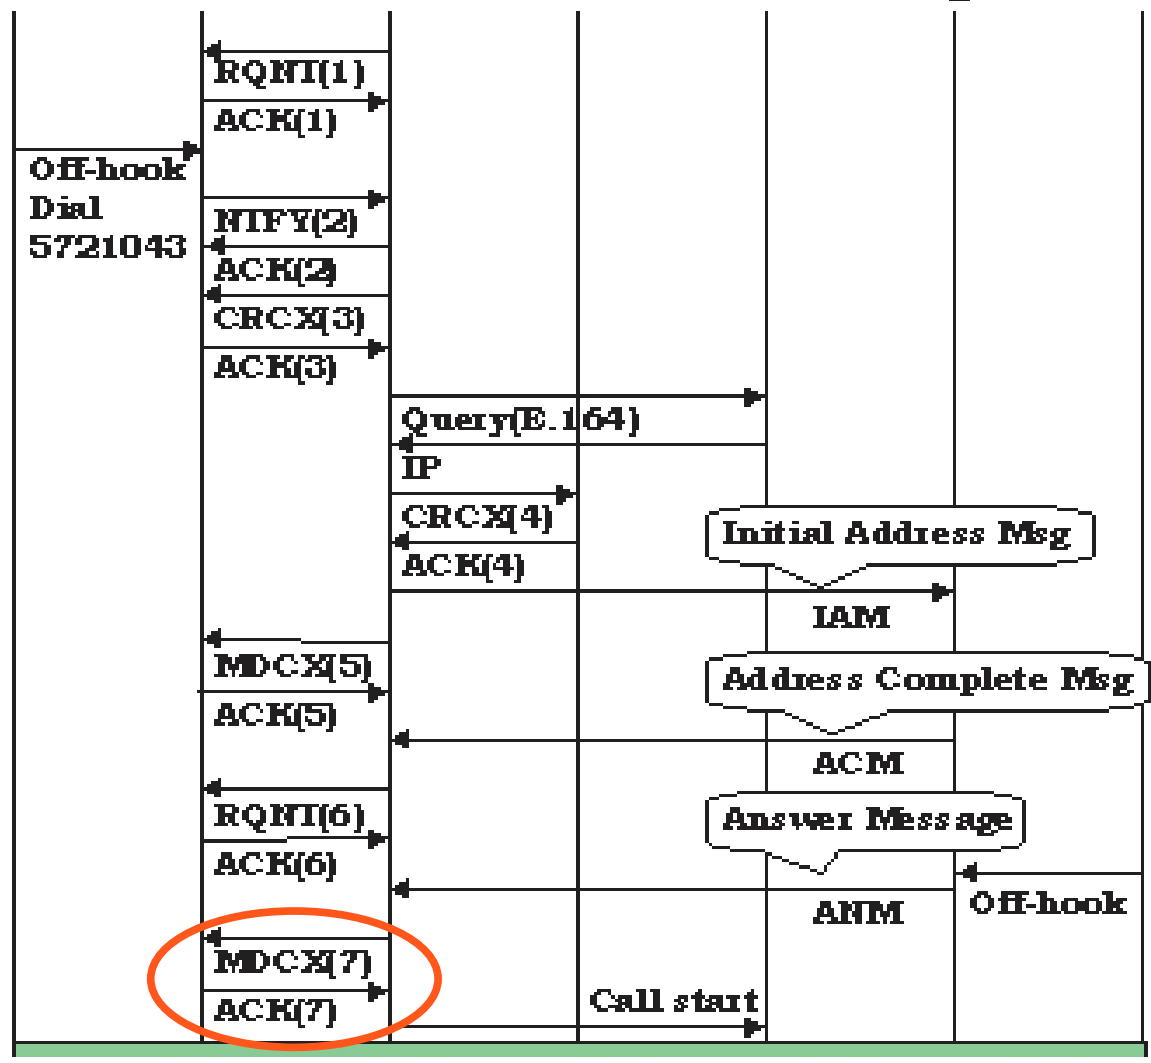 RQNT(1)
ACK(1)
Off-hook
Dial
5721043
NTFY(2)
ACK(2)
CRCX(3)
ACK(3)
Query(E.164)
IP
CRCX(4)
ACK(4)
Initial Address Msg
IAM
MDCX(5)
ACK(5)
Address Complete Msg
ACM
RQNT(6)
ACK(6)
Answer Message
ANM
Off-hook
MDCX(7)
ACK(7)
Call start